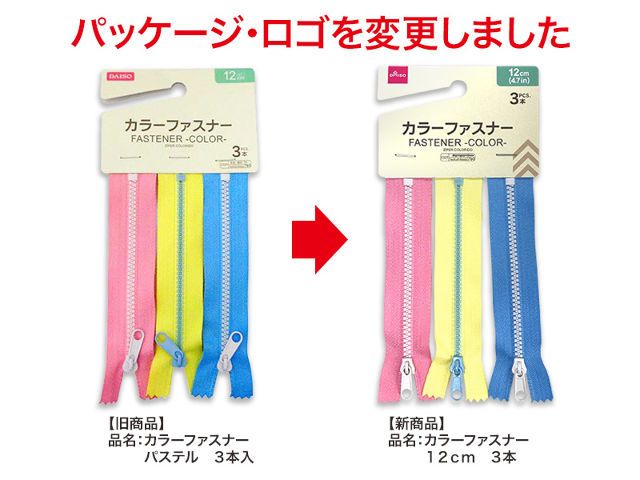 パッケージ・ロゴを変更しました
DAISO
12cm
カラーファスナー
FASTENER -COLOR-
3PCS.
本
DAISO
12cm
(4.7in)
3PCS.
本
カラーファスナー
FASTENER -COLOR-
【旧商品】
品名：カラーファスナー
パステル 3本入
【新商品】
品名：カラーファスナー
12cm 3本